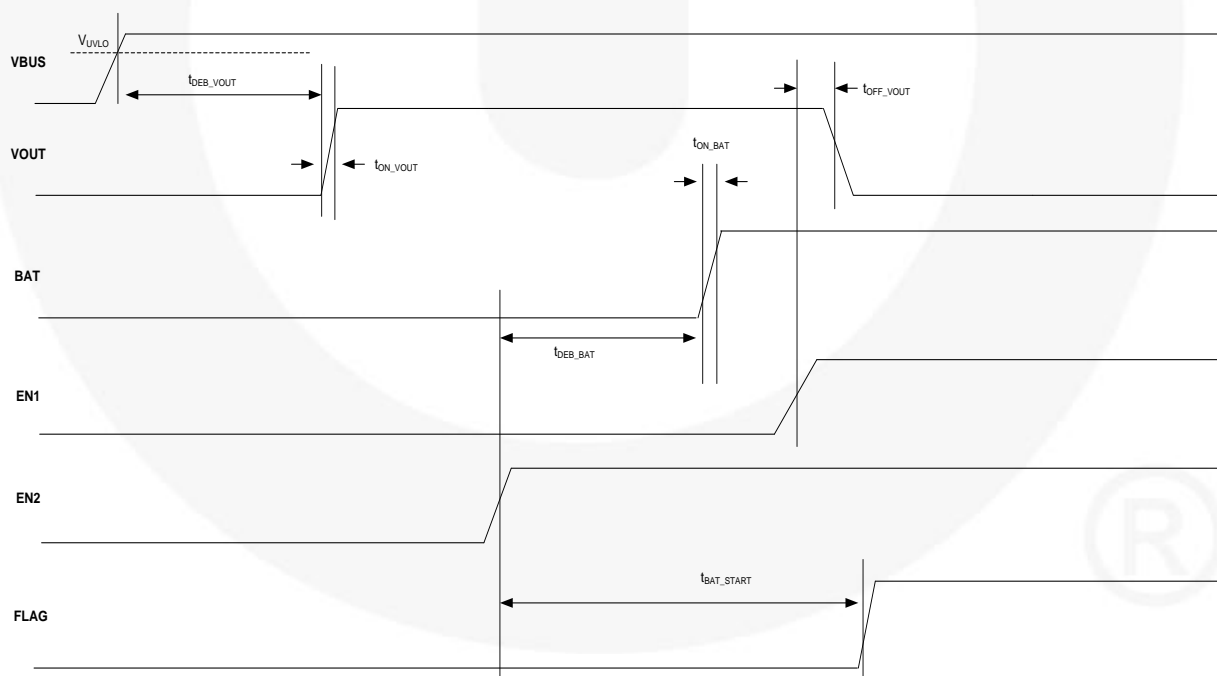 VUVLO
VBUS
tDEB_VOUT
tOFF_VOUT
VOUT
tON_VOUT
tON_BAT
BAT
tDEB_BAT
EN1
EN2
®
tBAT_START
FLAG